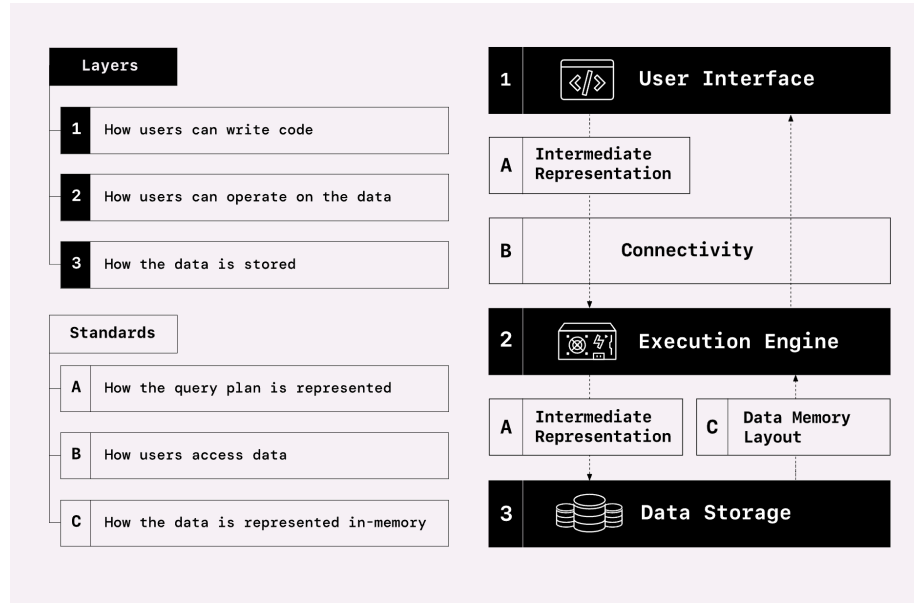 Layers
1 How users can write code
2 How users can operate on the data
3 How the data is stored
Standards
A How the query plan is represented
B How users access data
C How the data is represented in-memory
1 </> User Interface
A Intermediate
Representation
B Connectivity
2 Execution Engine
A Intermediate
Representation
C Data Memory
Layout
3 Data Storage